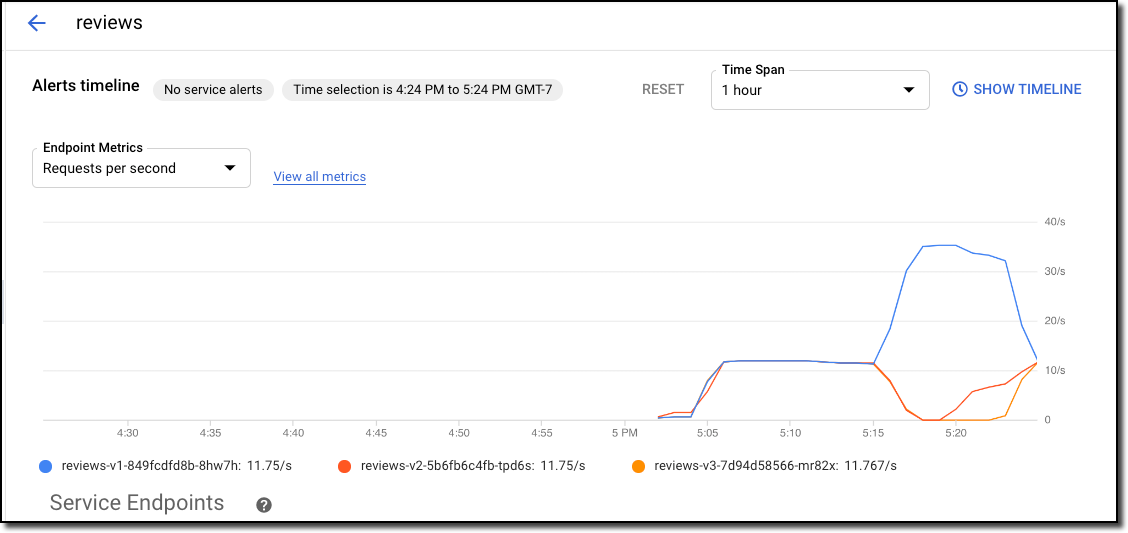 reviews
Alerts timeline No service alerts Time selection is 4:24 PM to 5:24 PM GMT-7 RESET Time Span 1 hour SHOW TIMELINE
Endpoint Metrics
Requests per second
View all metrics
40/s
30/s
20/s
10/s
0
4:30 4:35 4:40 4:45 4:50 4:55 5 PM 5:05 5:10 5:15 5:20
reviews-v1-849fcdfd8b-8hw7h: 11.75/s reviews-v2-5b6fb6c4fb-tpd6s: 11.75/s reviews-v3-7d94d58566-mr82x: 11.767/s
Service Endpoints ?